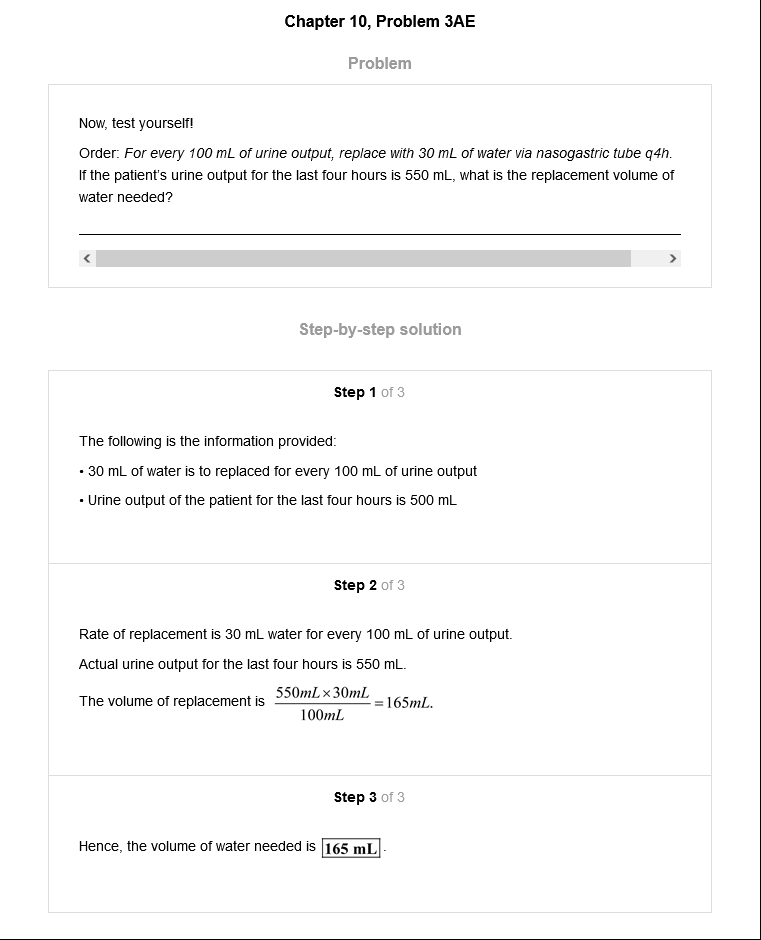 Chapter 10, Problem 3AE
Problem
Now, test yourself!
Order: For every 100 mL of urine output, replace with 30 mL of water via nasogastric tube q4h.
If the patient's urine output for the last four hours is 550 mL, what is the replacement volume of
water needed?
Step-by-step solution
Step 1 of 3
The following is the information provided:
• 30 mL of water is to replaced for every 100 mL of urine output
• Urine output of the patient for the last four hours is 500 mL
Step 2 of 3
Rate of replacement is 30 mL water for every 100 mL of urine output.
Actual urine output for the last four hours is 550 mL.
The volume of replacement is 550mL×30mL / 100mL = 165mL.
Step 3 of 3
Hence, the volume of water needed is 165 mL.